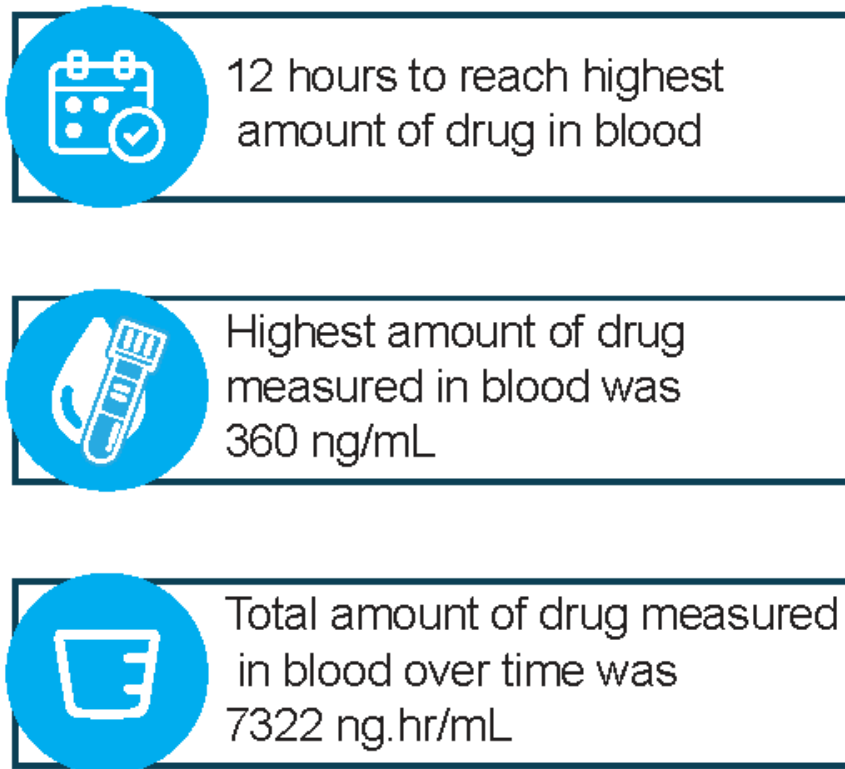 12 hours to reach highest
amount of drug in blood
Highest amount of drug
measured in blood was
360 ng/mL
Total amount of drug measured
in blood over time was
7322 ng.hr/mL